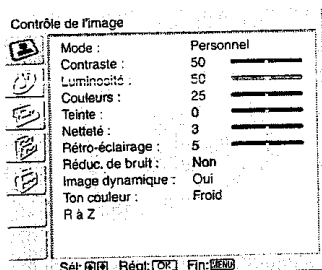 Contrôle de l'image
Mode : Personnel
Contraste : 50
Luminosité : 50
Couleurs : 25
Teinte : 0
Netteté : 3
Rétro-éclairage : 5
Réduc. de bruit : Non
Image dynamique : Oui
Ton couleur : Froid
R à Z
Sél: Régl: OK Fin: MENU